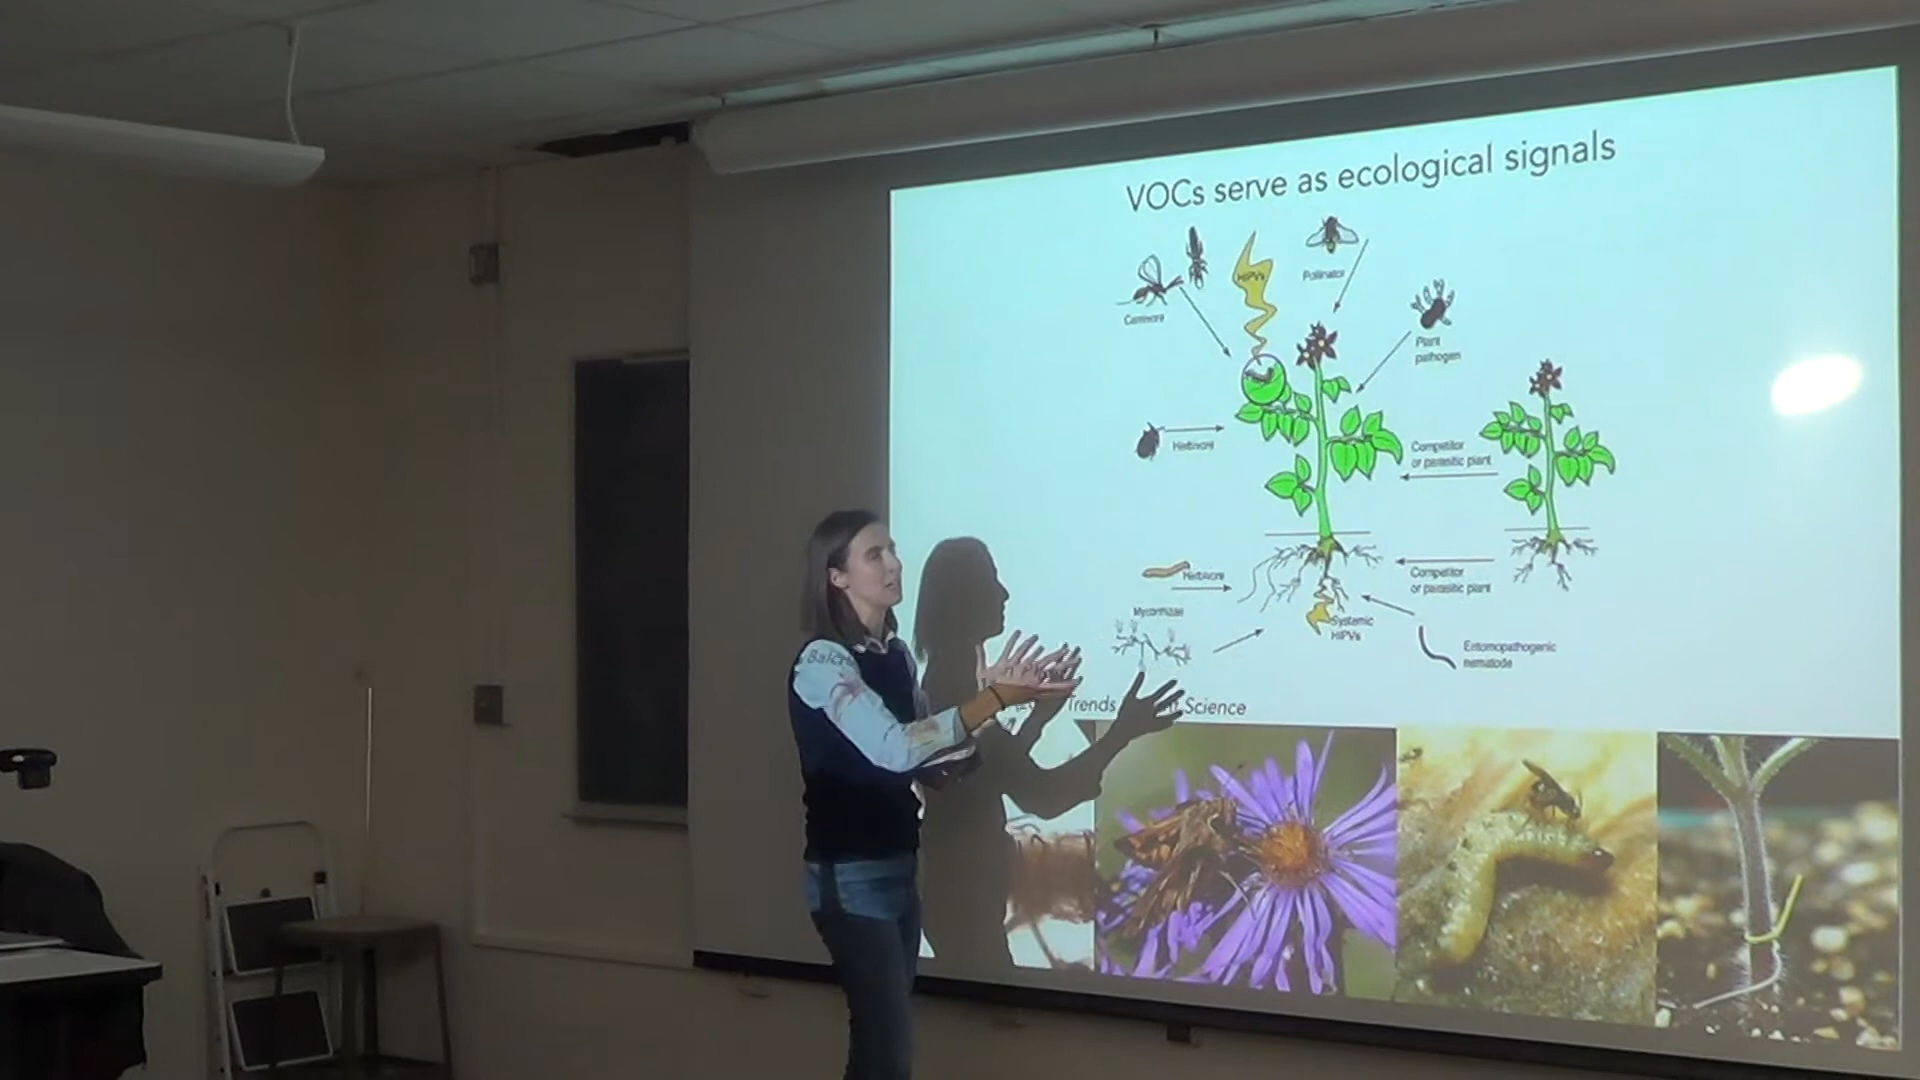 VOCs serve as ecological signals
HIPVs
Pollinator
Carnivore
Plant
pathogen
Herbivore
Competitor
or parasitic plant
Herbivore
Competitor
or parasitic plant
Mycorrhizae
Systemic
HIPVs
Entomopathogenic
nematode
Trends
Science